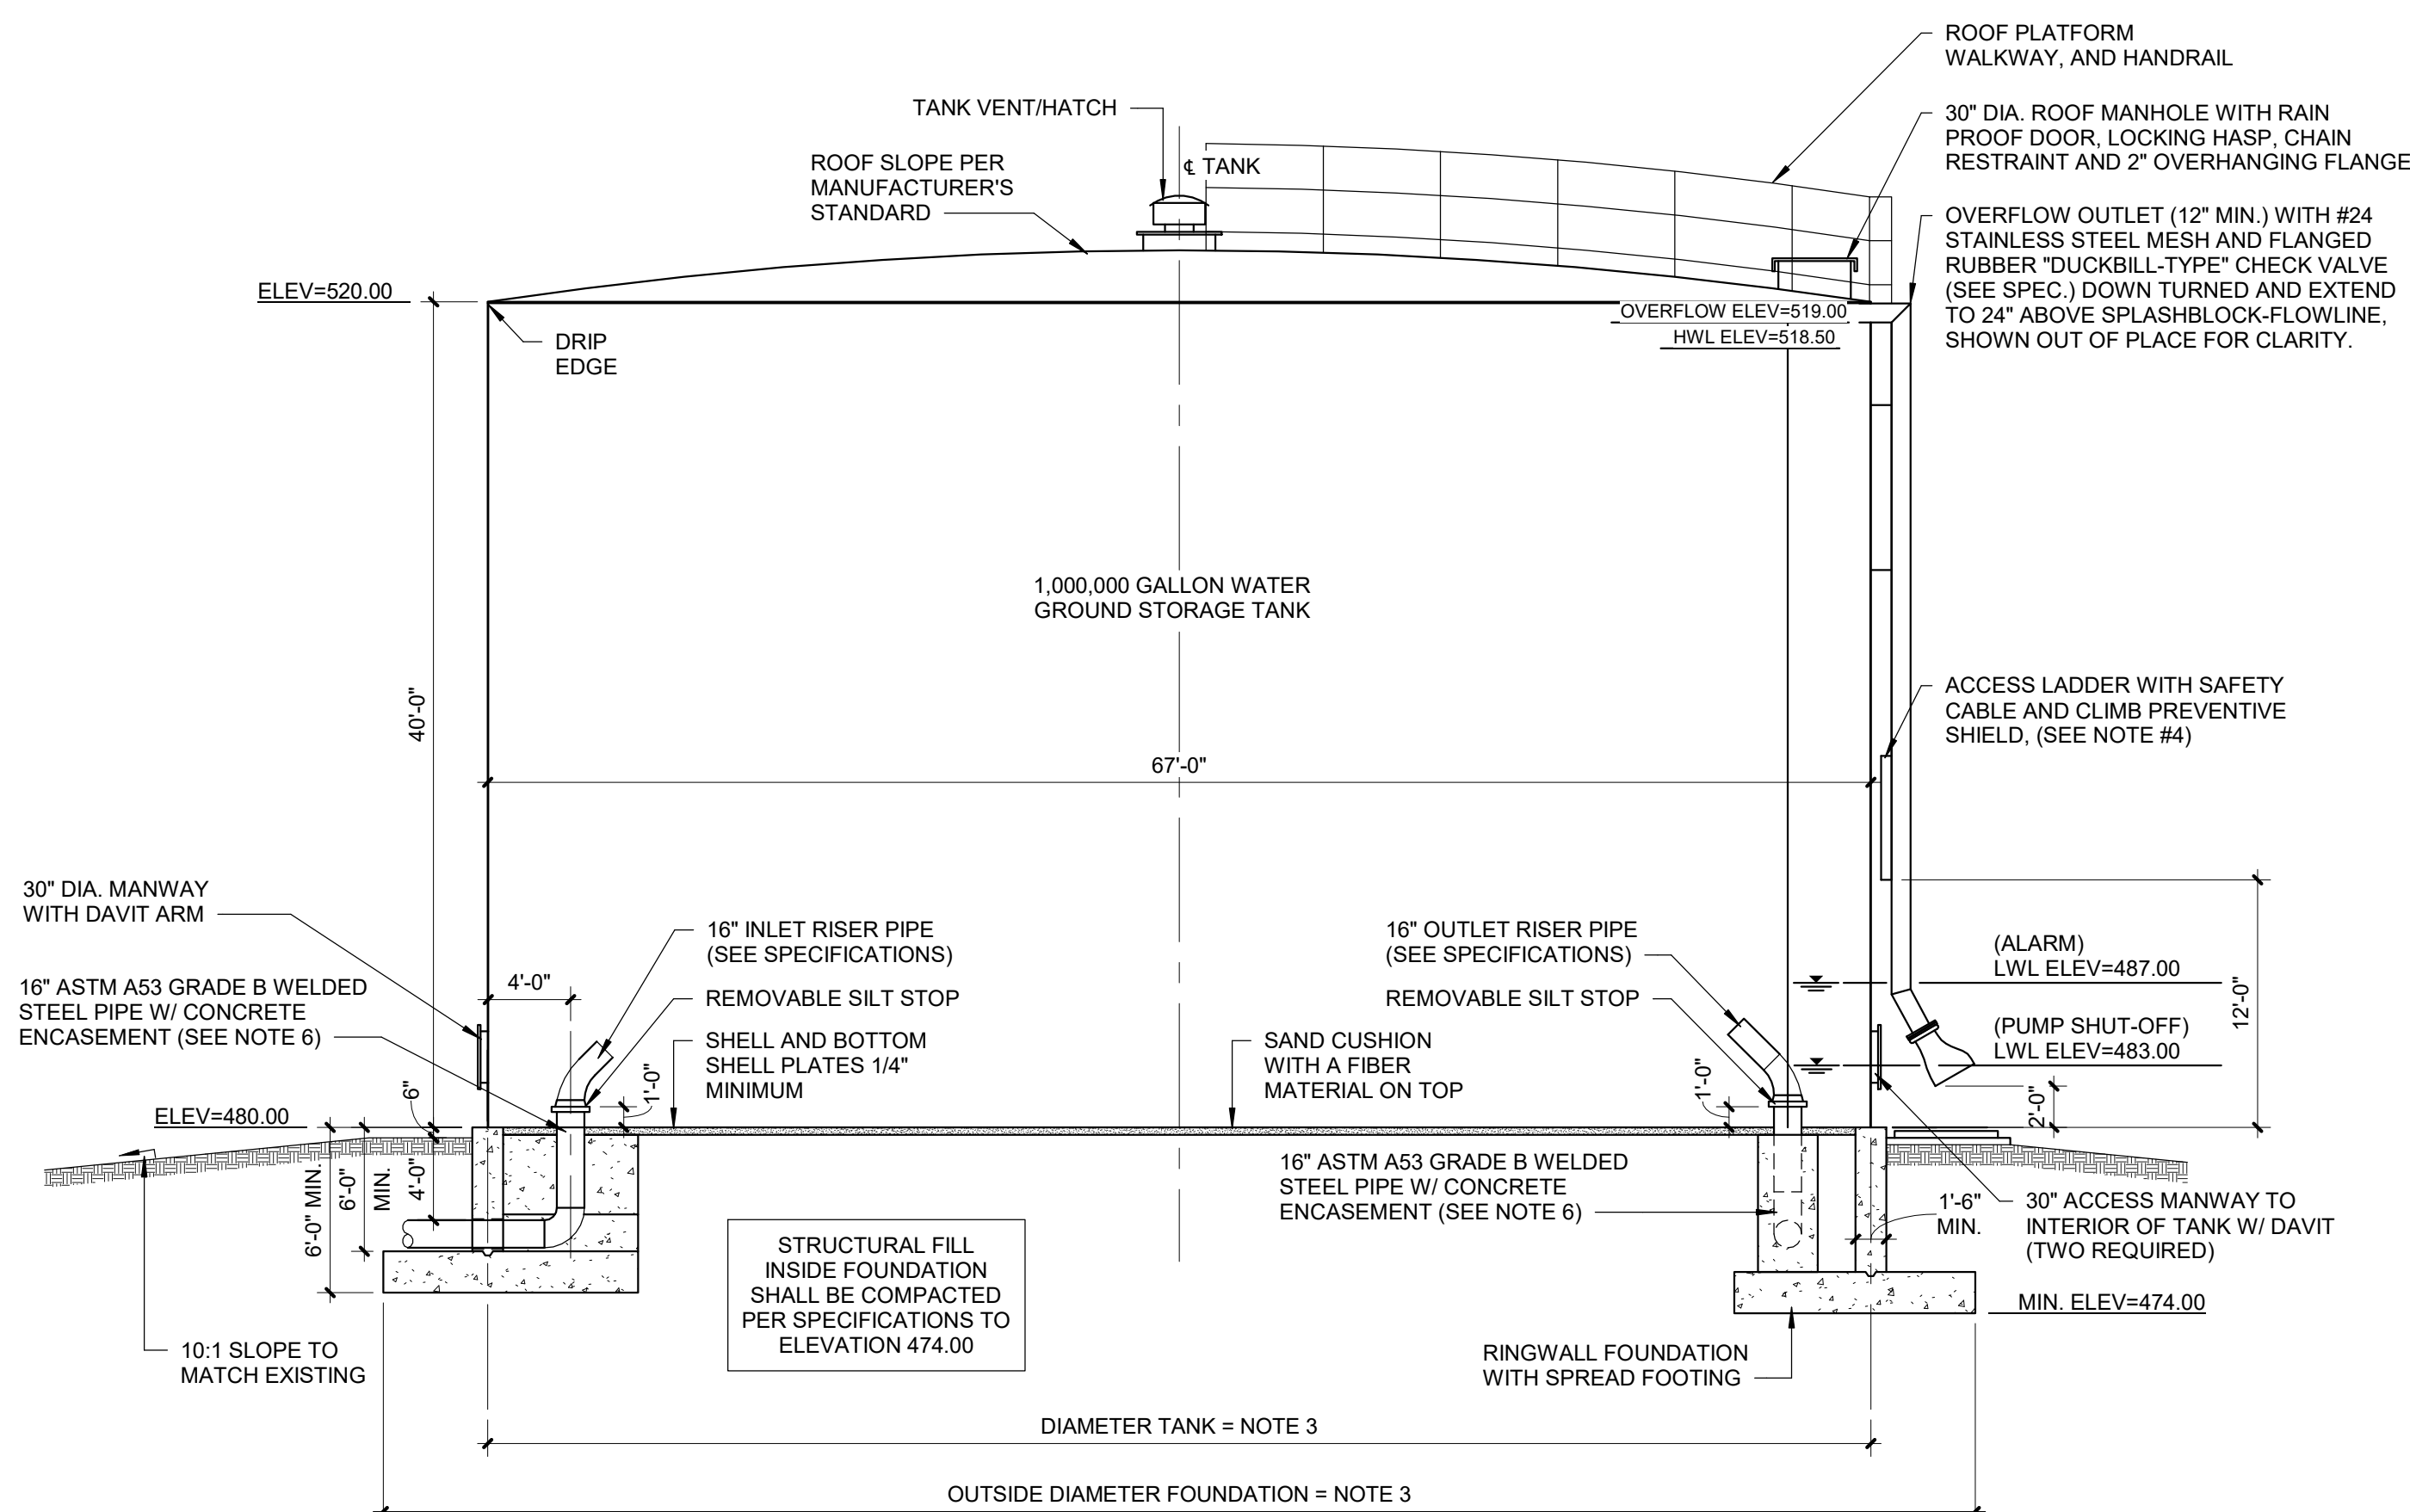 ROOF PLATFORM
WALKWAY, AND HANDRAIL
TANK VENT/HATCH
30" DIA. ROOF MANHOLE WITH RAIN
PROOF DOOR, LOCKING HASP, CHAIN
RESTRAINT AND 2" OVERHANGING FLANGE
ROOF SLOPE PER
MANUFACTURER'S
STANDARD
℄ TANK
OVERFLOW OUTLET (12" MIN.) WITH #24
STAINLESS STEEL MESH AND FLANGED
RUBBER "DUCKBILL-TYPE" CHECK VALVE
(SEE SPEC.) DOWN TURNED AND EXTEND
TO 24" ABOVE SPLASHBLOCK-FLOWLINE,
SHOWN OUT OF PLACE FOR CLARITY.
ELEV=520.00
OVERFLOW ELEV=519.00
HWL ELEV=518.50
DRIP
EDGE
1,000,000 GALLON WATER
GROUND STORAGE TANK
40'-0"
67'-0"
ACCESS LADDER WITH SAFETY
CABLE AND CLIMB PREVENTIVE
SHIELD, (SEE NOTE #4)
30" DIA. MANWAY
WITH DAVIT ARM
16" INLET RISER PIPE
(SEE SPECIFICATIONS)
16" OUTLET RISER PIPE
(SEE SPECIFICATIONS)
(ALARM)
LWL ELEV=487.00
16" ASTM A53 GRADE B WELDED
STEEL PIPE W/ CONCRETE
ENCASEMENT (SEE NOTE 6)
4'-0"
REMOVABLE SILT STOP
REMOVABLE SILT STOP
12'-0"
SHELL AND BOTTOM
SHELL PLATES 1/4"
MINIMUM
SAND CUSHION
WITH A FIBER
MATERIAL ON TOP
(PUMP SHUT-OFF)
LWL ELEV=483.00
6"
1'-0"
1'-0"
2'-0"
ELEV=480.00
6'-0" MIN.
6'-0"
MIN.
4'-0"
16" ASTM A53 GRADE B WELDED
STEEL PIPE W/ CONCRETE
ENCASEMENT (SEE NOTE 6)
1'-6"
MIN.
30" ACCESS MANWAY TO
INTERIOR OF TANK W/ DAVIT
(TWO REQUIRED)
STRUCTURAL FILL
INSIDE FOUNDATION
SHALL BE COMPACTED
PER SPECIFICATIONS TO
ELEVATION 474.00
MIN. ELEV=474.00
10:1 SLOPE TO
MATCH EXISTING
RINGWALL FOUNDATION
WITH SPREAD FOOTING
DIAMETER TANK = NOTE 3
OUTSIDE DIAMETER FOUNDATION = NOTE 3